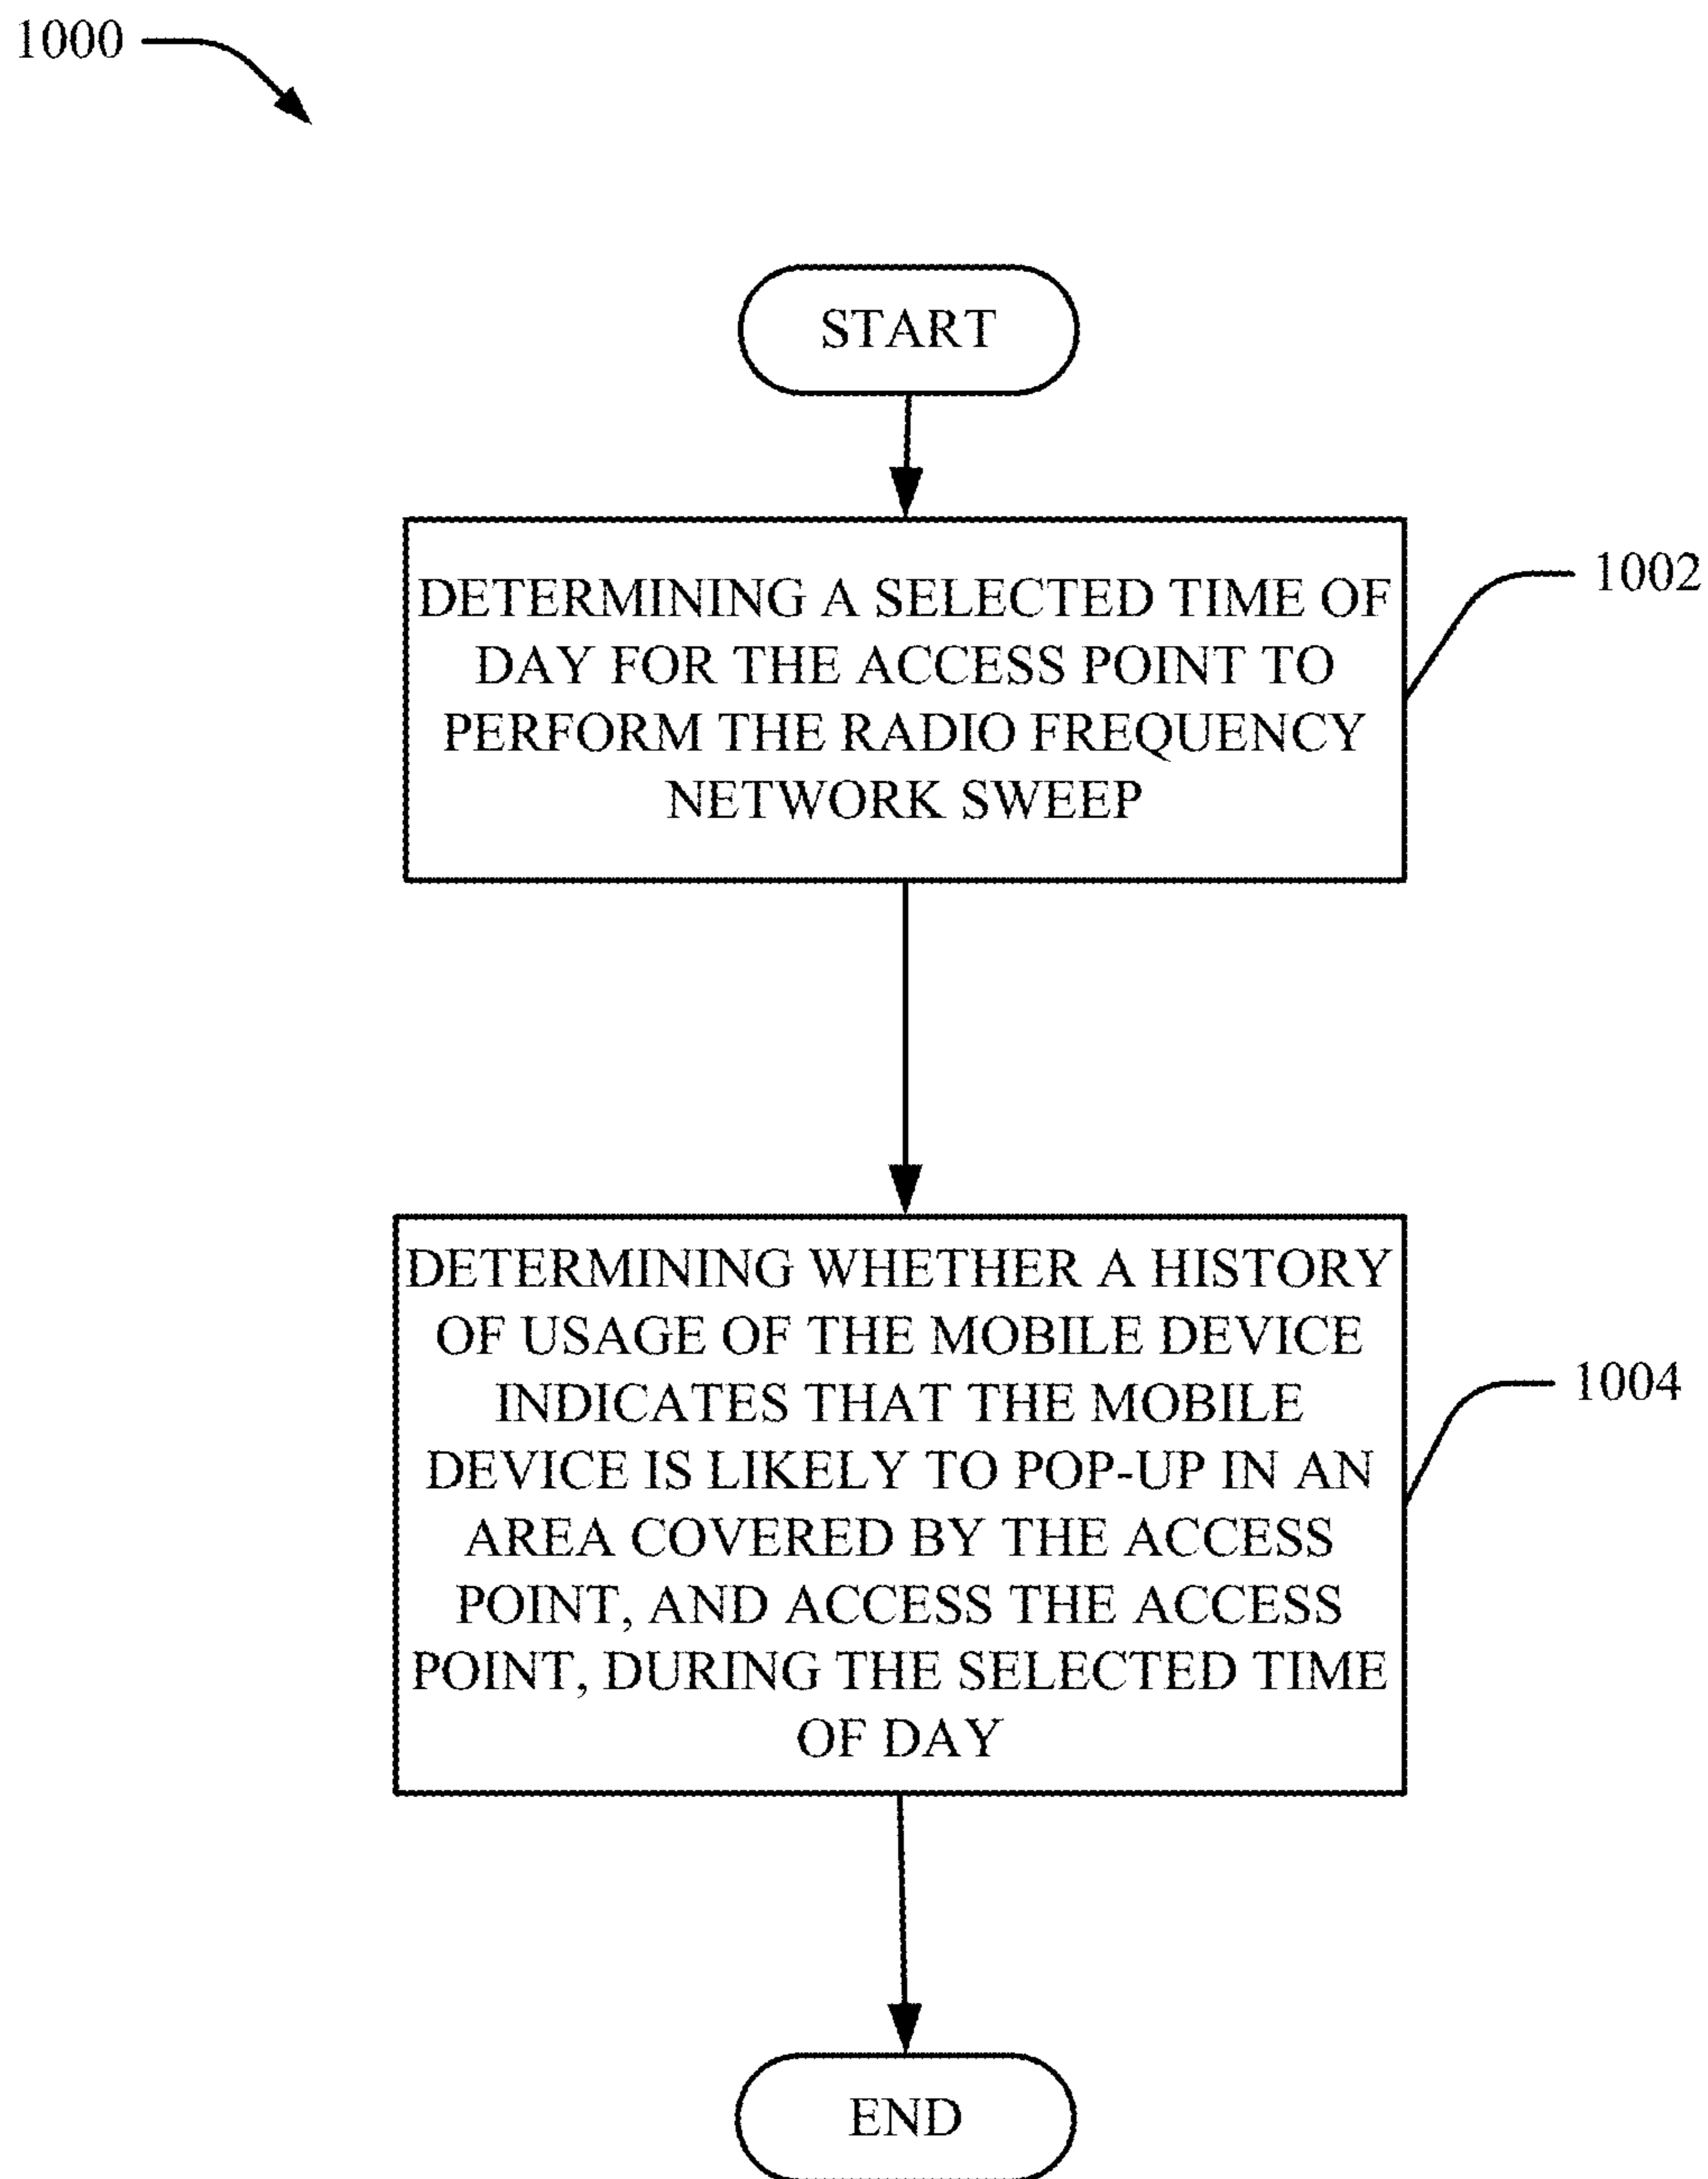 1000
START
DETERMINING A SELECTED TIME OF
DAY FOR THE ACCESS POINT TO
PERFORM THE RADIO FREQUENCY
NETWORK SWEEP
1002
DETERMINING WHETHER A HISTORY
OF USAGE OF THE MOBILE DEVICE
INDICATES THAT THE MOBILE
DEVICE IS LIKELY TO POP-UP IN AN
AREA COVERED BY THE ACCESS
POINT, AND ACCESS THE ACCESS
POINT, DURING THE SELECTED TIME
OF DAY
1004
END